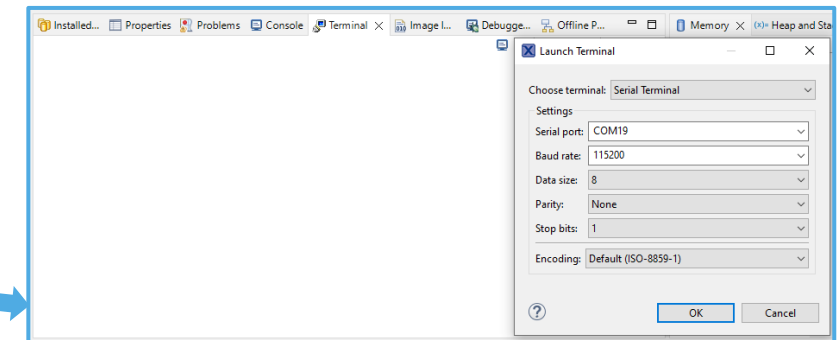 Installed... Properties Problems Console Terminal Image I... Debugge... Offline P... Memory (x)= Heap and Sta
Launch Terminal
Choose terminal: Serial Terminal
Settings
Serial port: COM19
Baud rate: 115200
Data size: 8
Parity: None
Stop bits: 1
Encoding: Default (ISO-8859-1)
OK Cancel